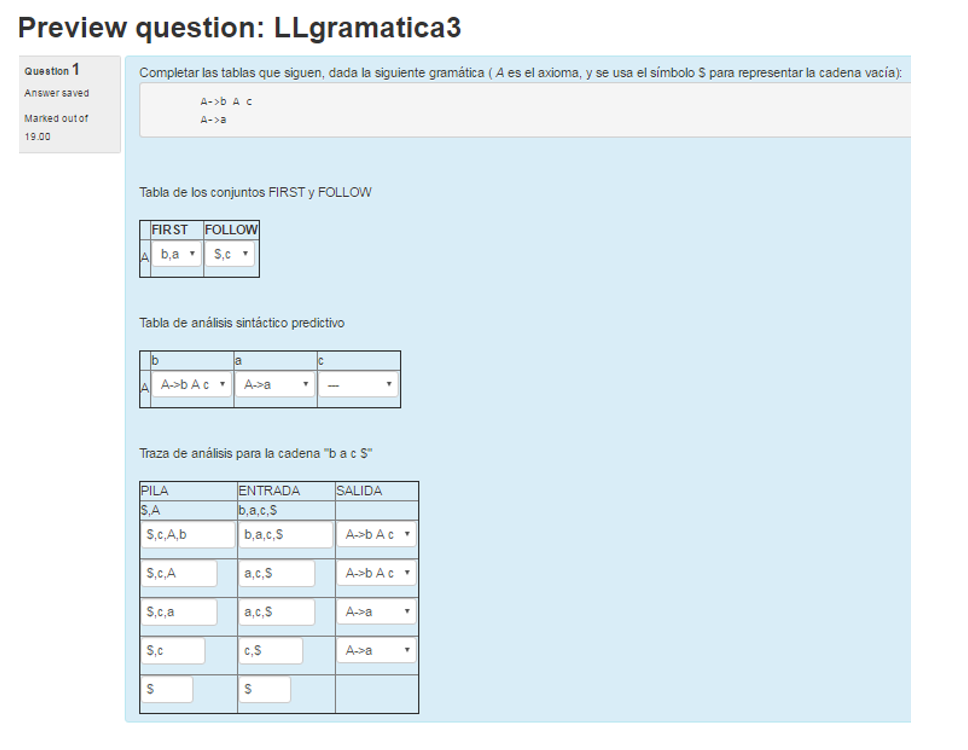 Preview question: LLgramatica3
Question 1
Answer saved
Marked out of
19.00
Completar las tablas que siguen, dada la siguiente gramática ( A es el axioma, y se usa el símbolo $ para representar la cadena vacía):
A->b A c
A->a
Tabla de los conjuntos FIRST y FOLLOW
FIRST FOLLOW
A b,a $,c
Tabla de análisis sintáctico predictivo
b a c
A A->b A c A->a ---
Traza de análisis para la cadena "b a c $"
PILA ENTRADA SALIDA
$,A b,a,c,$
$,c,A,b b,a,c,$ A->b A c
$,c,A a,c,$ A->b A c
$,c,a a,c,$ A->a
$,c c,$ A->a
$ $